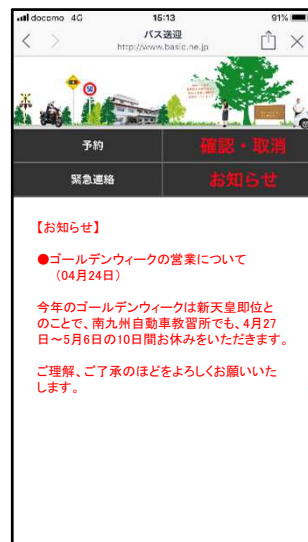 docomo 4G 15:13 91%
バス送迎
http://www.basic.ne.jp
予約 確認・取消
緊急連絡 お知らせ
【お知らせ】
●ゴールデンウィークの営業について
（04月24日）
今年のゴールデンウィークは新天皇即位と
のことで、南九州自動車教習所でも、4月27
日～5月6日の10日間お休みをいただきます。
ご理解、ご了承のほどをよろしくお願いいた
します。